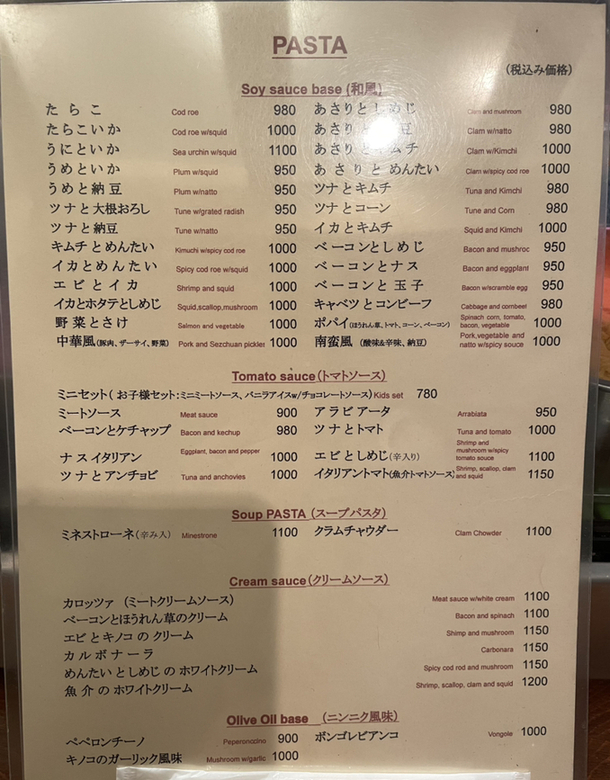 PASTA
(税込み価格)
Soy sauce base (和風)
たらこ Cod roe 980
あさりとしめじ Clam and mushroom 980
たらこいか Cod roe w/squid 1000
あさり 豆 Clam w/natto 980
うにといか Sea urchin w/squid 1100
あさり キムチ Clam w/Kimchi 1000
うめといか Plum w/squid 950
あさりとめんたい Clam w/spicy cod roe 1000
うめと納豆 Plum w/natto 950
ツナとキムチ Tuna and Kimchi 980
ツナと大根おろし Tune w/grated radish 950
ツナとコーン Tune and Corn 980
ツナと納豆 Tune w/natto 950
イカとキムチ Squid and Kimchi 1000
キムチとめんたい Kimuchi w/spicy cod roe 1000
ベーコンとしめじ Bacon and mushroc 950
イカとめんたい Spicy cod roe w/squid 1000
ベーコンとナス Bacon and eggplant 950
エビとイカ Shrimp and squid 1000
ベーコンと玉子 Bacon w/scramble egg 950
イカとホタテとしめじ Squid,scallop,mushroom 1000
キャベツとコンビーフ Cabbage and combeef 980
野菜とさけ Salmon and vegetable 1000
ポパイ(ほうれん草、トマト、コーン、ベーコン) Spinach corn, tomato, bacon, vegetable 1000
中華風(豚肉、ザーサイ、野菜) Pork and Sezchuan pickles 1000
南蛮風 (酸味&辛味、納豆) Pork,vegetable and natto w/spicy souce 1000
Tomato sauce(トマトソース)
ミニセット( お子様セット:ミニミートソース、バニラアイスw/チョコレートソース)Kids set 780
ミートソース Meat sauce 900
アラビアータ Arrabiata 950
ベーコンとケチャップ Bacon and kechup 980
ツナとトマト Tuna and tomato 1000
ナスイタリアン Eggplant, bacon and pepper 1000
エビとしめじ(辛入り) Shrimp and mushroom w/spicy tomato souce 1100
ツナとアンチョビ Tuna and anchovies 1000
イタリアントマト(魚介トマトソース) Shrimp, scallop, clam and squid 1150
Soup PASTA (スープパスタ)
ミネストローネ(辛み入) Minestrone 1100
クラムチャウダー Clam Chowder 1100
Cream sauce(クリームソース)
カロッツァ (ミートクリームソース) Meat sauce w/white cream 1100
ベーコンとほうれん草のクリーム Bacon and spinach 1100
エビとキノコのクリーム Shimp and mushroom 1150
カルボナーラ Carbonara 1150
めんたいとしめじのホワイトクリーム Spicy cod rod and mushroom 1150
魚介のホワイトクリーム Shrimp, scallop, clam and squid 1200
Olive Oil base (ニンニク風味)
ペペロンチーノ Peperoncino 900
ボンゴレビアンコ Vongole 1000
キノコのガーリック風味 Mushroom w/garlic 1000